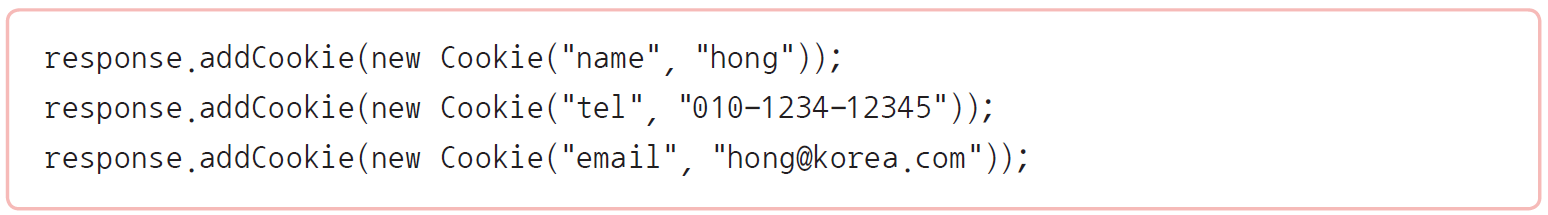 response.addCookie(new Cookie("name", "hong"));
response.addCookie(new Cookie("tel", "010-1234-12345"));
response.addCookie(new Cookie("email", "hong@korea.com"));